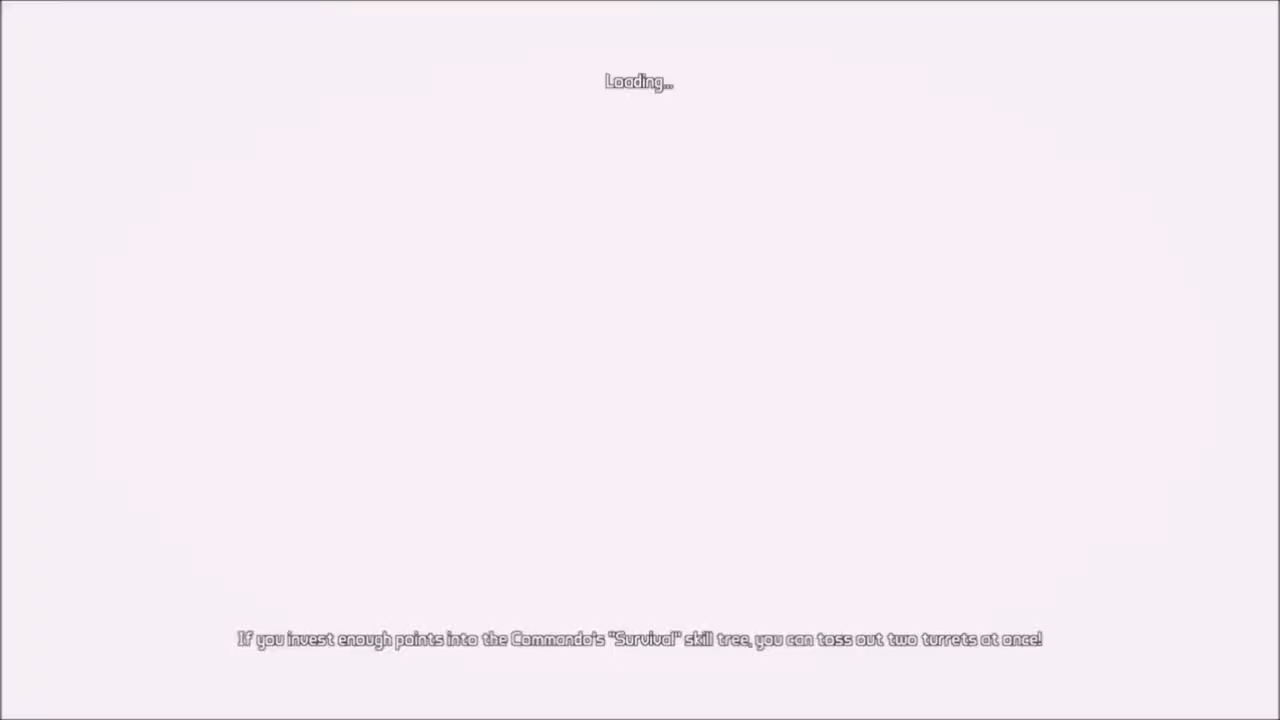 Loading...
If you invest enough points into the Commando's "Survival" skill tree, you can toss out two turrets at once!